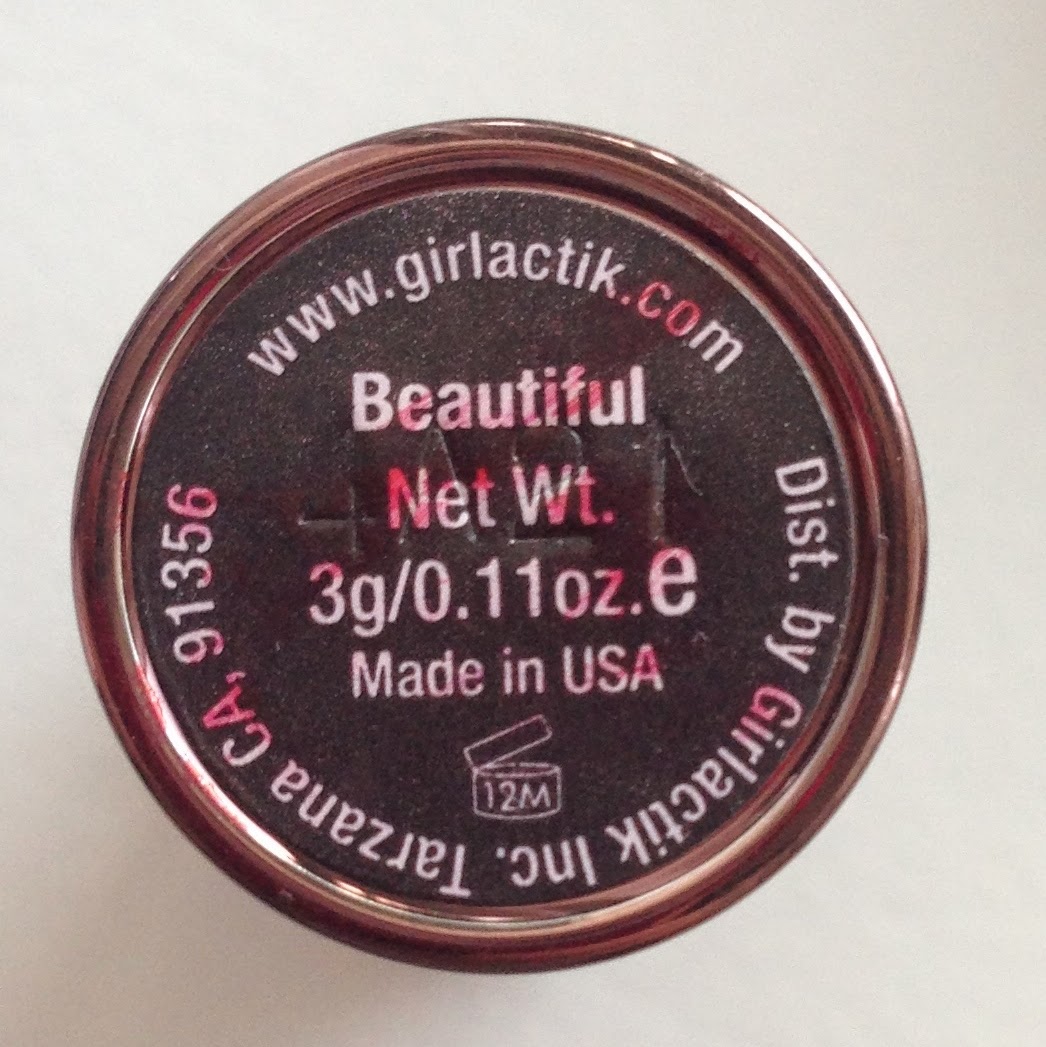 www.girlactik.com
Beautiful
Net Wt.
3g/0.11oz.e
Made in USA
12M
Dist. by Girlactik Inc. Tarzana CA, 91356